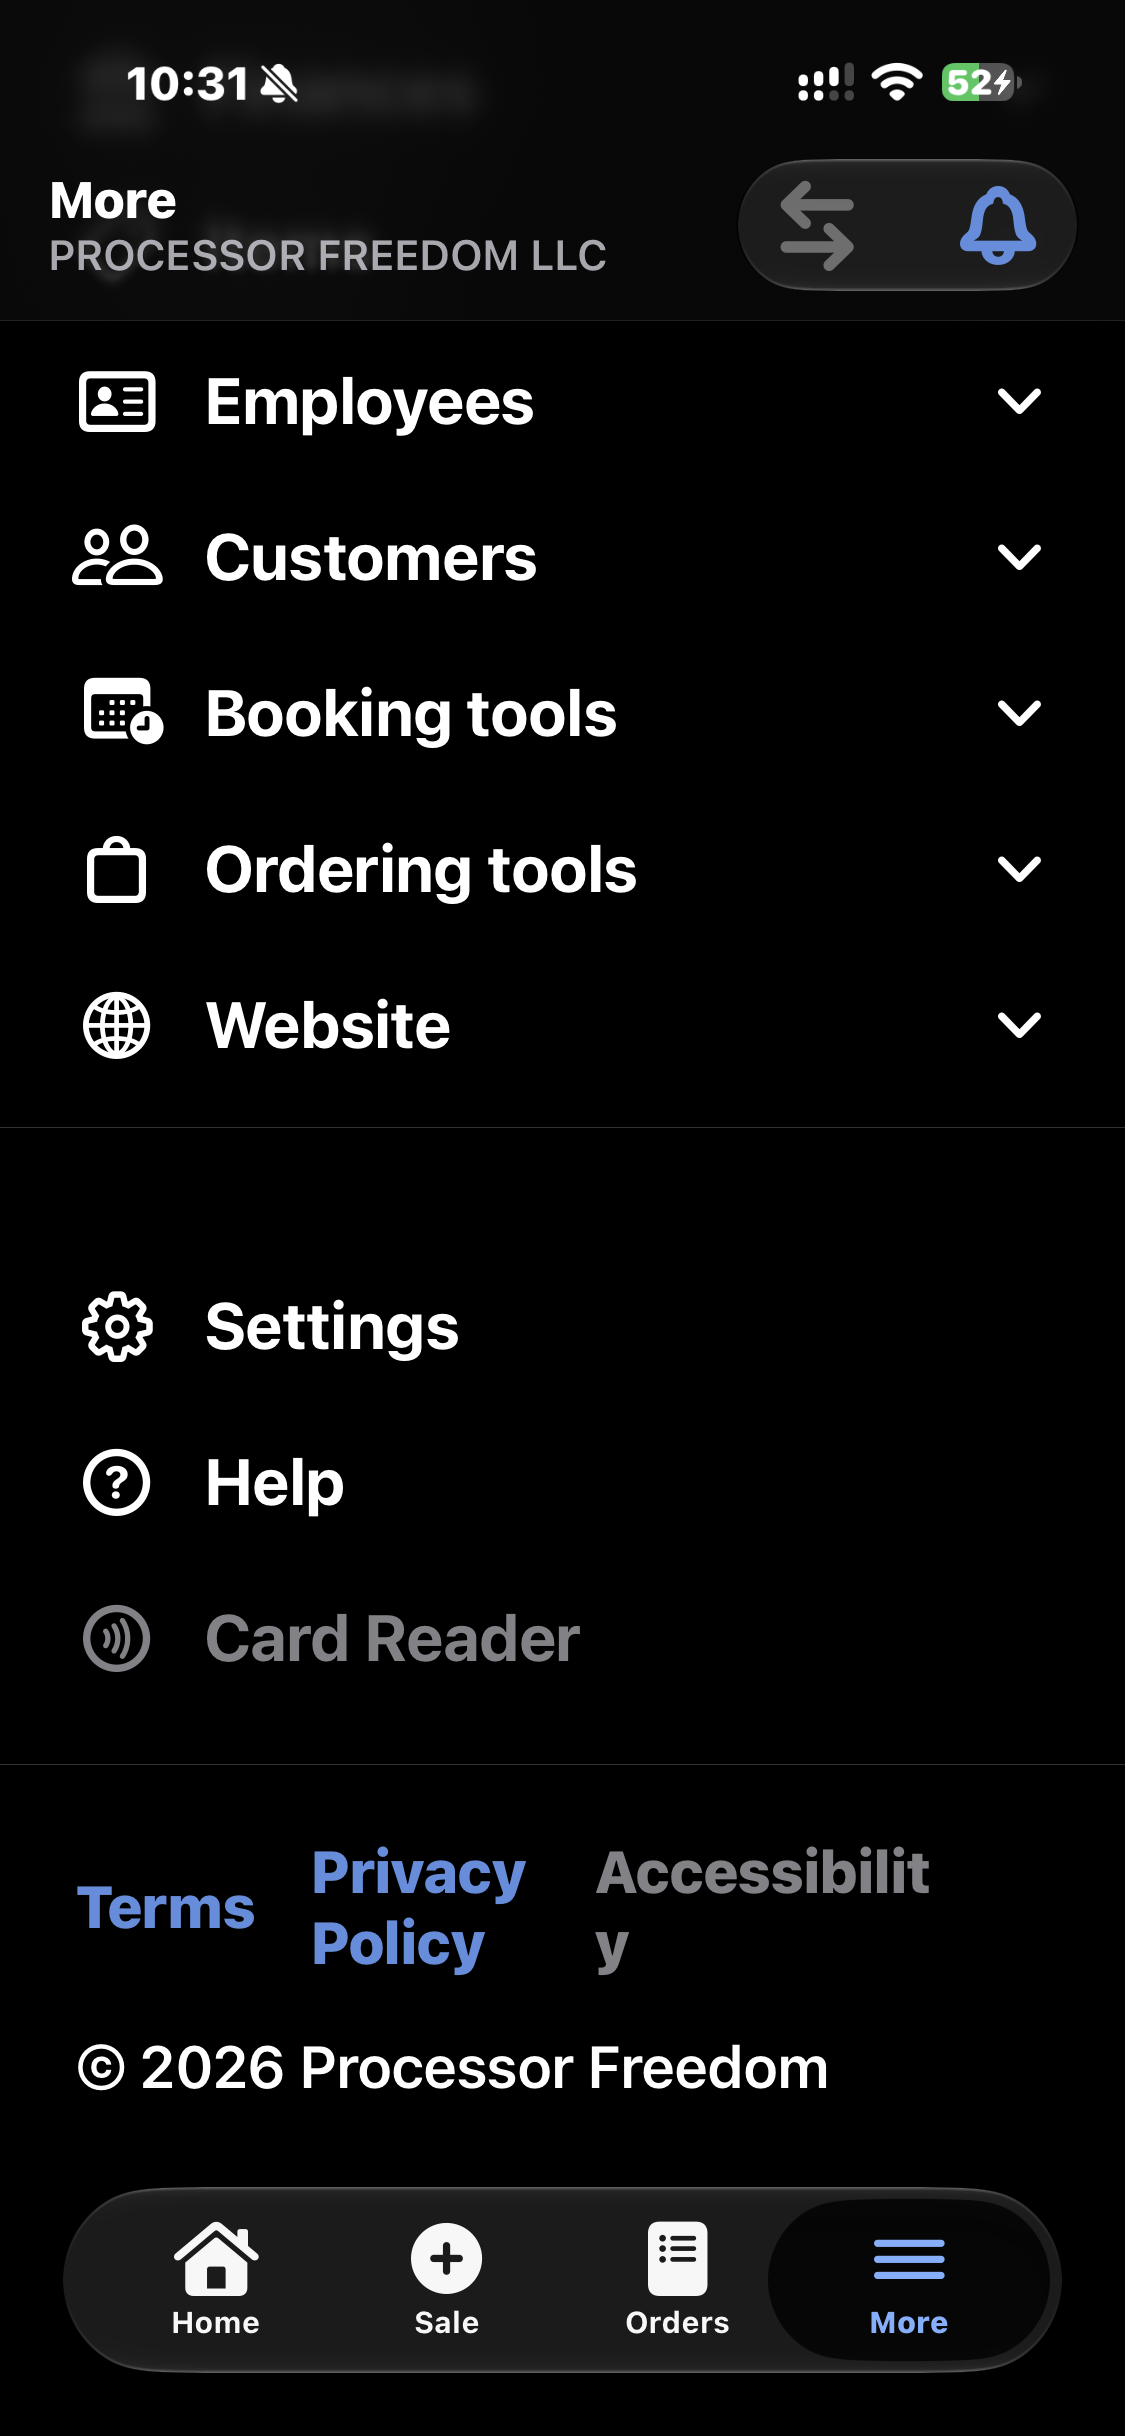 10:31
52
More
PROCESSOR FREEDOM LLC
Employees
Customers
Booking tools
Ordering tools
Website
Settings
Help
Card Reader
Terms
Privacy
Policy
Accessibilit
y
© 2026 Processor Freedom
Home
Sale
Orders
More